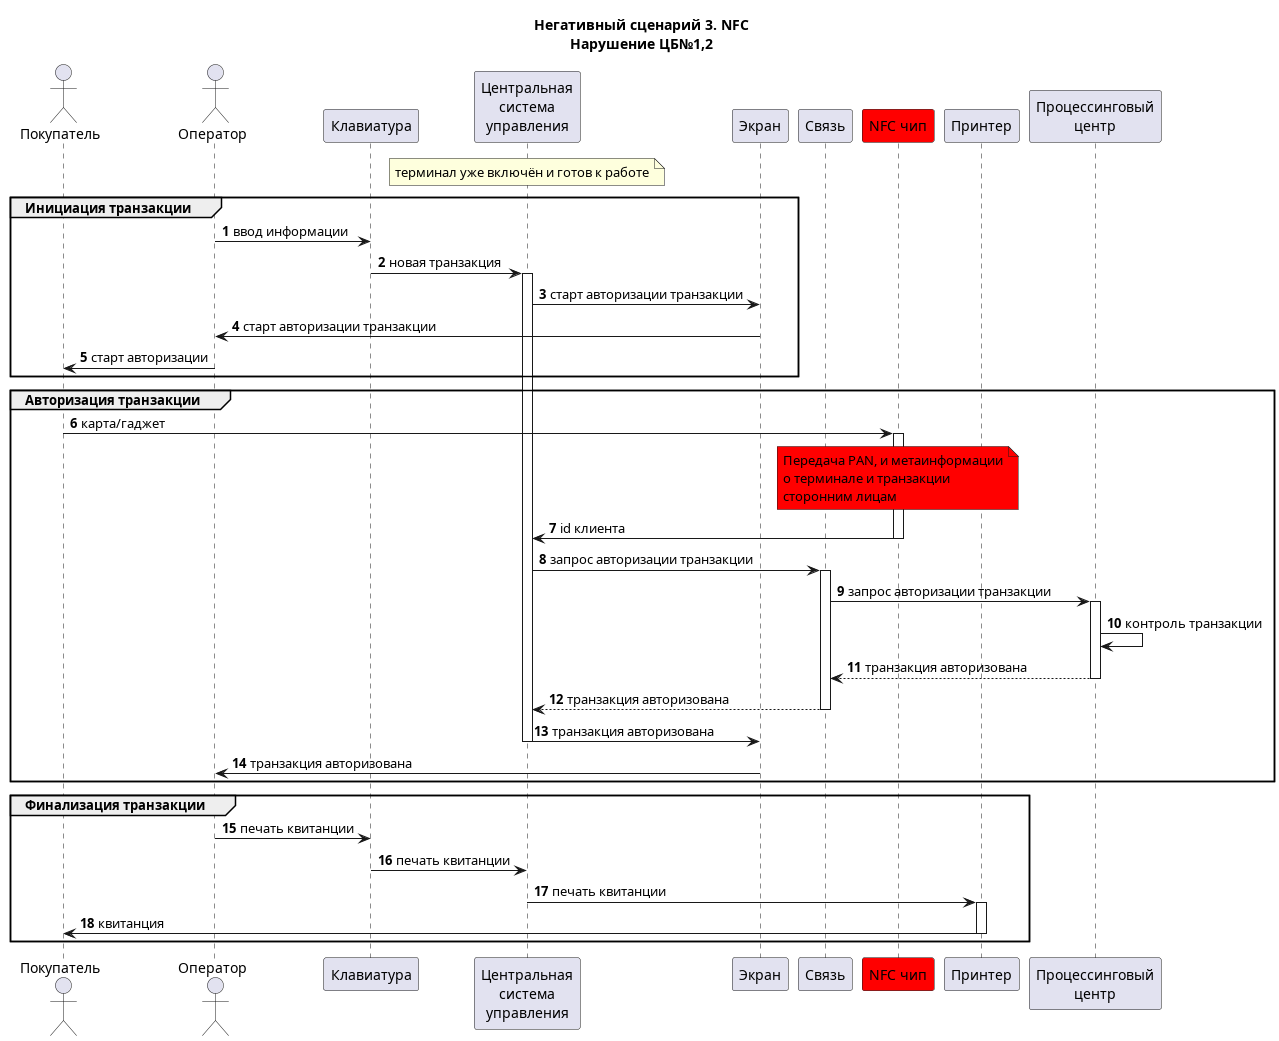 Негативный сценарий 3. NFC
Нарушение ЦБ№1,2
Покупатель
Оператор
Клавиатура
Центральная
система
управления
Экран
Связь
NFC чип
Принтер
Процессинговый
центр
терминал уже включён и готов к работе
Инициация транзакции
1 ввод информации
2 новая транзакция
3 старт авторизации транзакции
4 старт авторизации транзакции
5 старт авторизации
Авторизация транзакции
6 карта/гаджет
Передача PAN, и метаинформации
о терминале и транзакции
сторонним лицам
7 id клиента
8 запрос авторизации транзакции
9 запрос авторизации транзакции
10 контроль транзакции
11 транзакция авторизована
12 транзакция авторизована
13 транзакция авторизована
14 транзакция авторизована
Финализация транзакции
15 печать квитанции
16 печать квитанции
17 печать квитанции
18 квитанция
Покупатель
Оператор
Клавиатура
Центральная
система
управления
Экран
Связь
NFC чип
Принтер
Процессинговый
центр